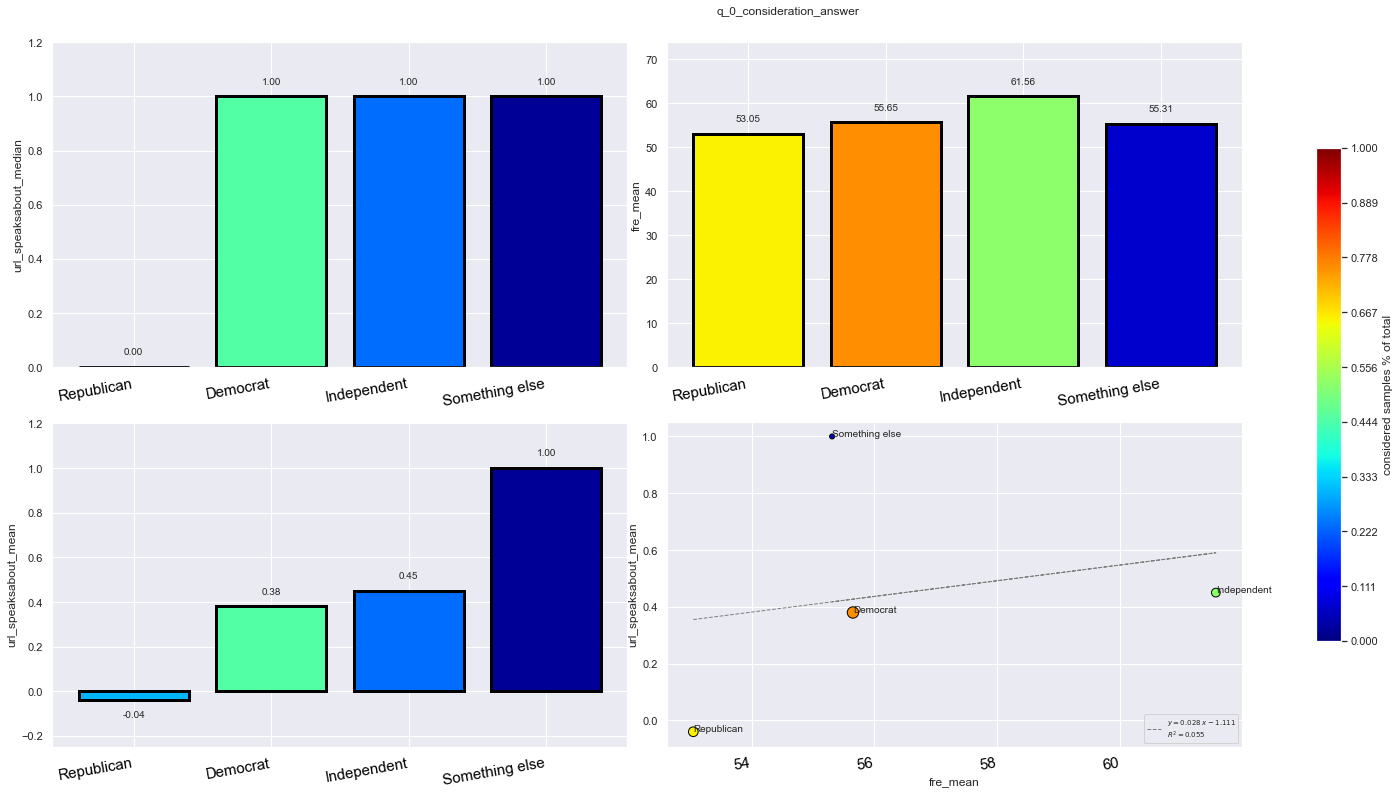 q_0_consideration_answer
url_speaksabout_median
1.2
1.0
0.8
0.6
0.4
0.2
0.0
0.00
1.00
1.00
1.00
Republican
Democrat
Independent
Something else
fre_mean
70
60
50
40
30
20
10
0
53.05
55.65
61.56
55.31
Republican
Democrat
Independent
Something else
url_speaksabout_mean
1.2
1.0
0.8
0.6
0.4
0.2
0.0
−0.2
-0.04
0.38
0.45
1.00
Republican
Democrat
Independent
Something else
url_speaksabout_mean
1.0
0.8
0.6
0.4
0.2
0.0
Something else
Independent
Democrat
Republican
y = 0.028 x − 1.111
R² = 0.055
54
56
58
60
fre_mean
1.000
0.889
0.778
0.667
0.556
0.444
0.333
0.222
0.111
0.000
considered samples % of total